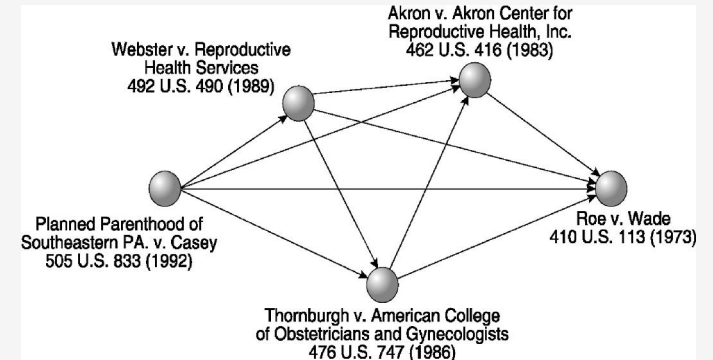 Akron v. Akron Center for
Reproductive Health, Inc.
462 U.S. 416 (1983)
Webster v. Reproductive
Health Services
492 U.S. 490 (1989)
Planned Parenthood of
Southeastern PA. v. Casey
505 U.S. 833 (1992)
Roe v. Wade
410 U.S. 113 (1973)
Thornburgh v. American College
of Obstetricians and Gynecologists
476 U.S. 747 (1986)